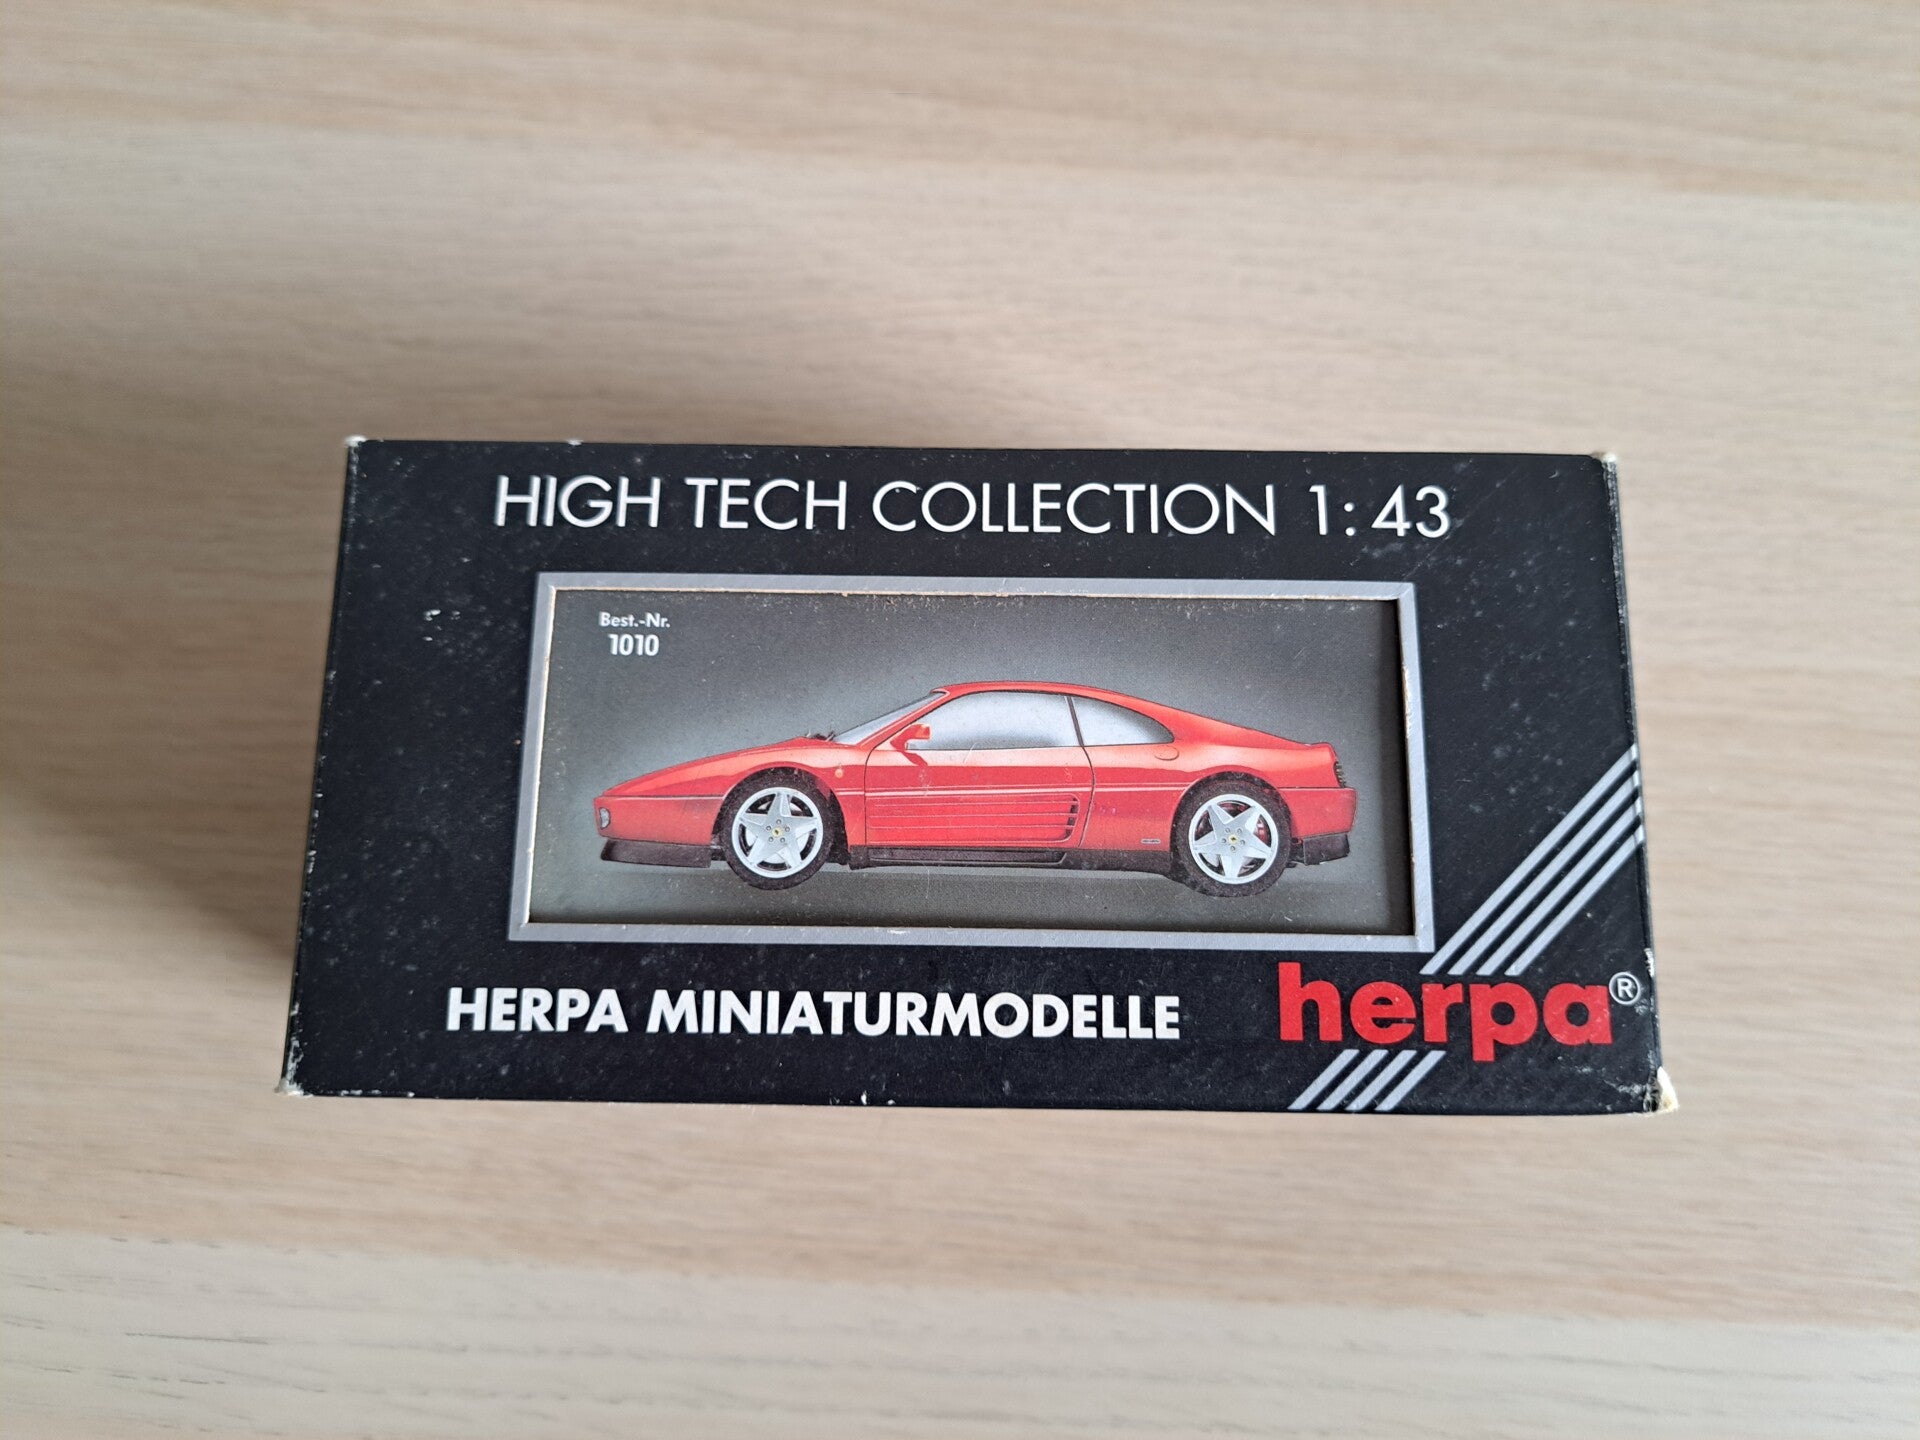 HIGH TECH COLLECTION 1:43
Best.-Nr.
1010
HERPA MINIATURMODELLE
herpa®